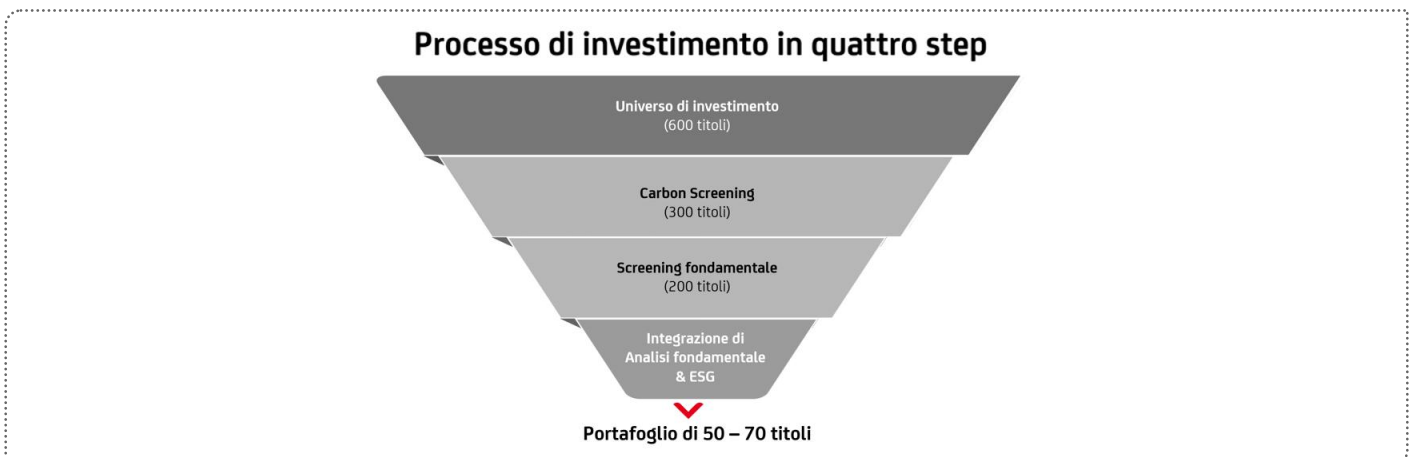 Processo di investimento in quattro step
Universo di investimento
(600 titoli)
Carbon Screening
(300 titoli)
Screening fondamentale
(200 titoli)
Integrazione di
Analisi fondamentale
& ESG
Portafoglio di 50 – 70 titoli